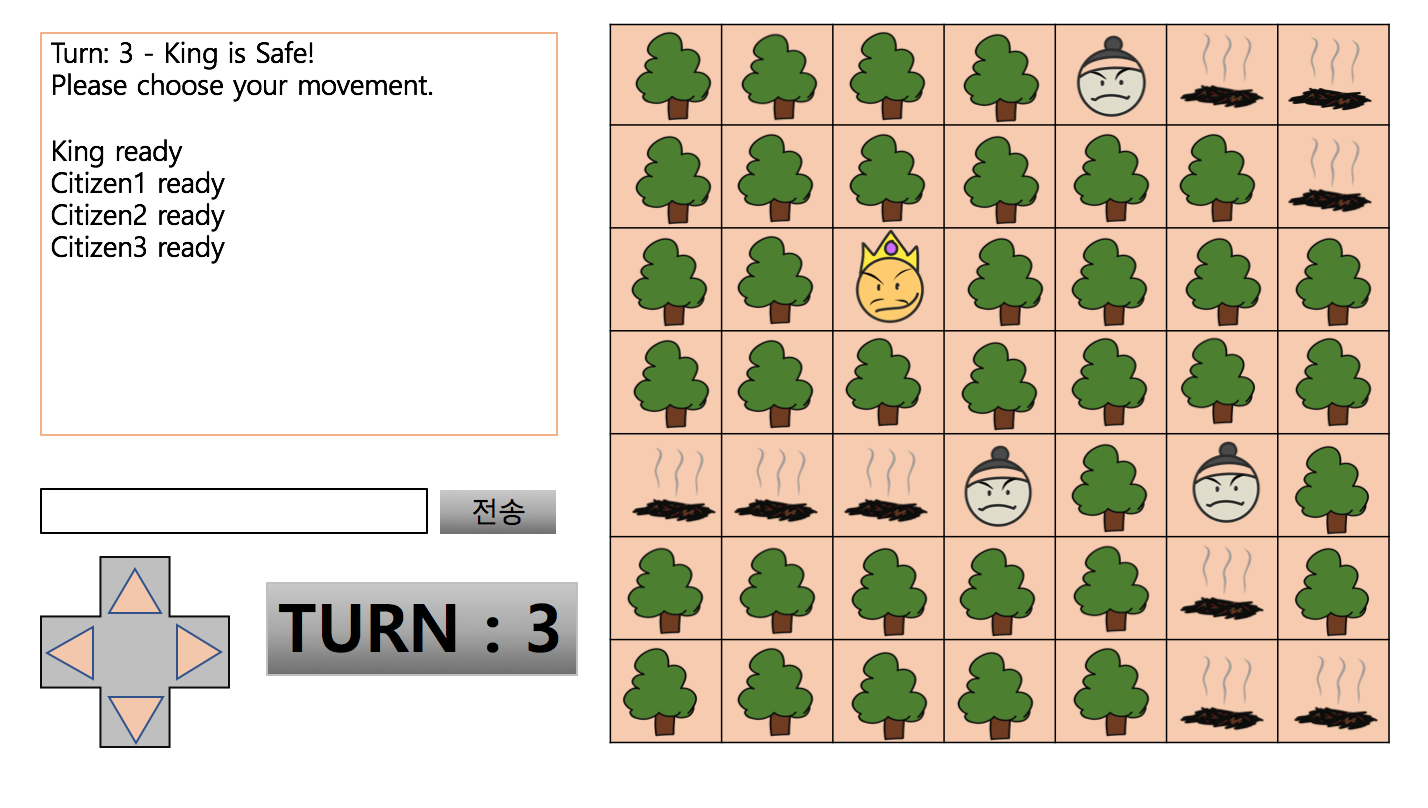 Turn: 3 - King is Safe!
Please choose your movement.
King ready
Citizen1 ready
Citizen2 ready
Citizen3 ready
전송
TURN : 3